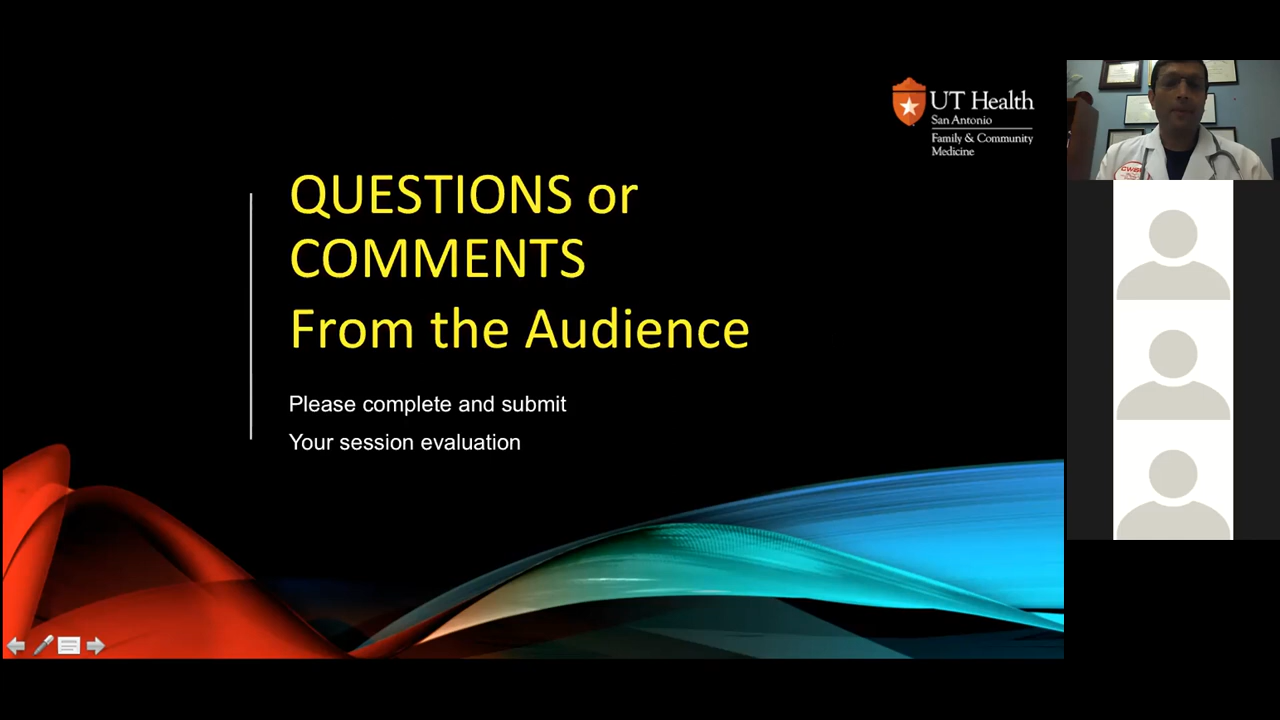 UT Health
San Antonio
Family & Community
Medicine
QUESTIONS or
COMMENTS
From the Audience
Please complete and submit
Your session evaluation